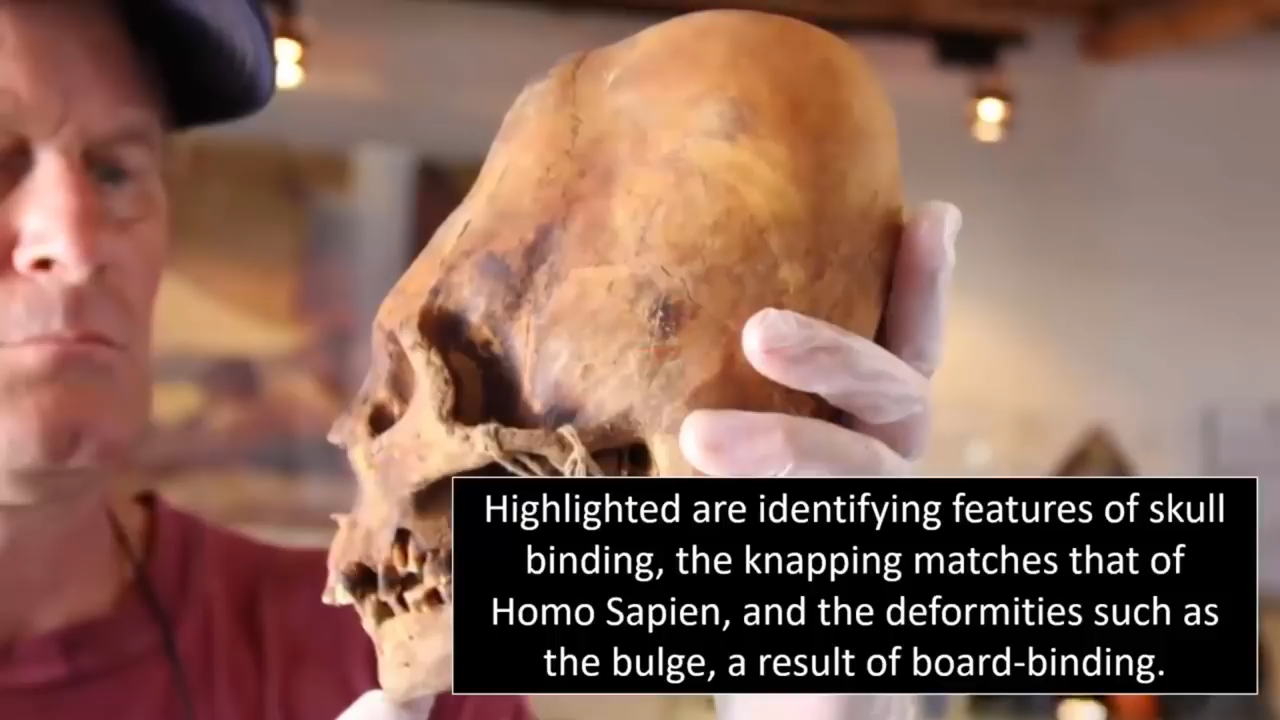 Highlighted are identifying features of skull
binding, the knapping matches that of
Homo Sapien, and the deformities such as
the bulge, a result of board-binding.